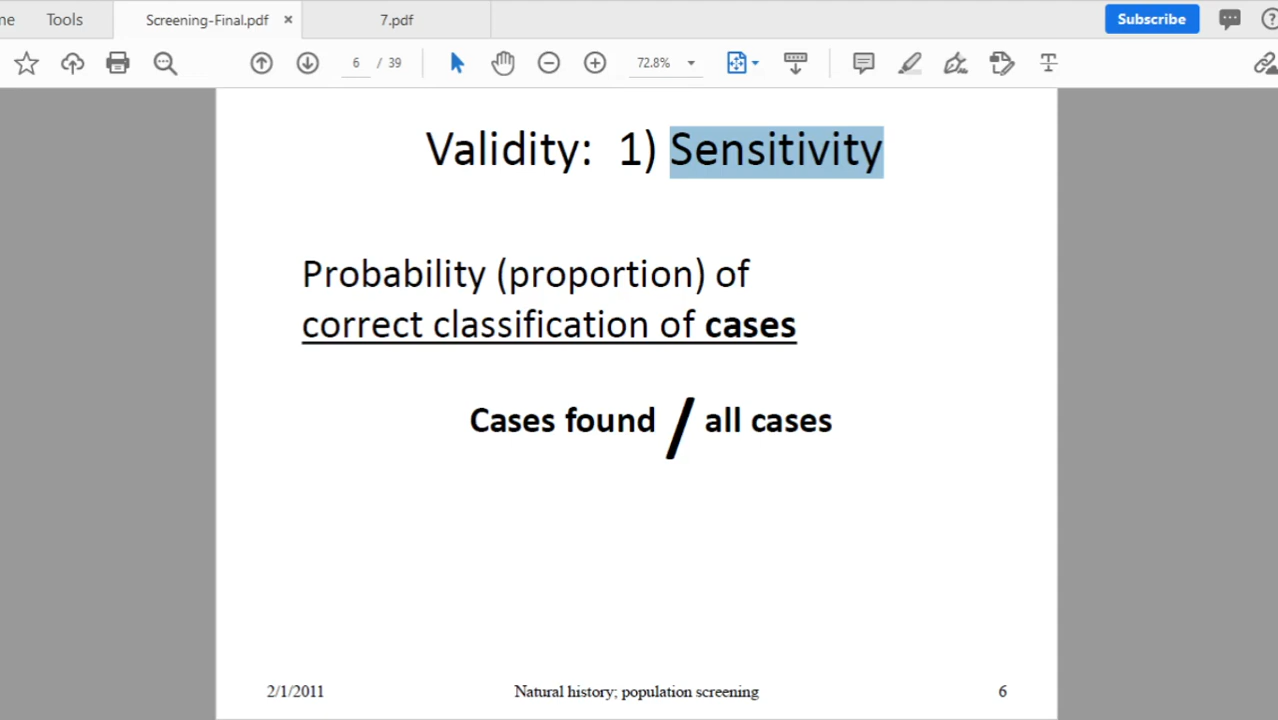 me Tools Screening-Final.pdf × 7.pdf Subscribe
6 / 39 72.8%
Validity: 1) Sensitivity
Probability (proportion) of
correct classification of cases
Cases found / all cases
2/1/2011 Natural history; population screening 6